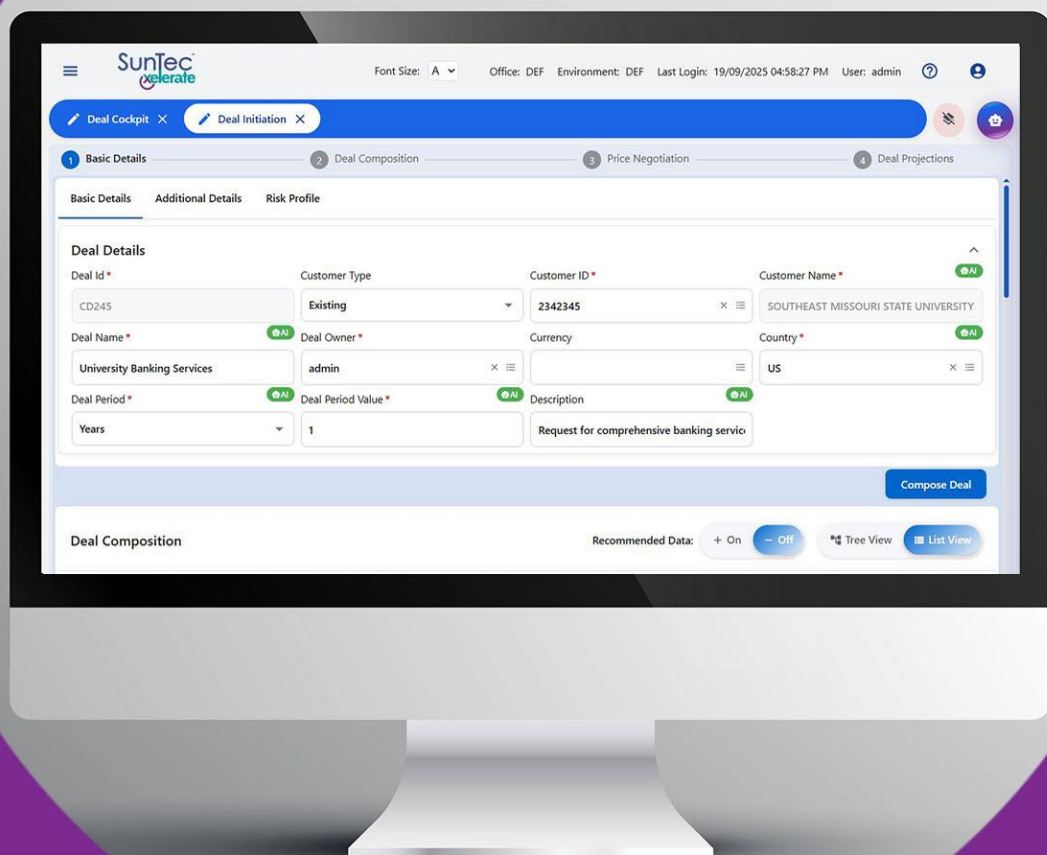 SunTec
xelerate
Font Size: A Office: DEF Environment: DEF Last Login: 19/09/2025 04:58:27 PM User: admin
Deal Cockpit Deal Initiation
1 Basic Details 2 Deal Composition 3 Price Negotiation 4 Deal Projections
Basic Details Additional Details Risk Profile
Deal Details
AI
Deal Id * Customer Type Customer ID * Customer Name *
CD245 Existing 2342345 SOUTHEAST MISSOURI STATE UNIVERSITY
Deal Name * AI Deal Owner * Currency Country * AI
University Banking Services admin US
Deal Period * AI Deal Period Value * AI Description AI
Years 1 Request for comprehensive banking servic
Compose Deal
Deal Composition Recommended Data: + On − Off Tree View List View